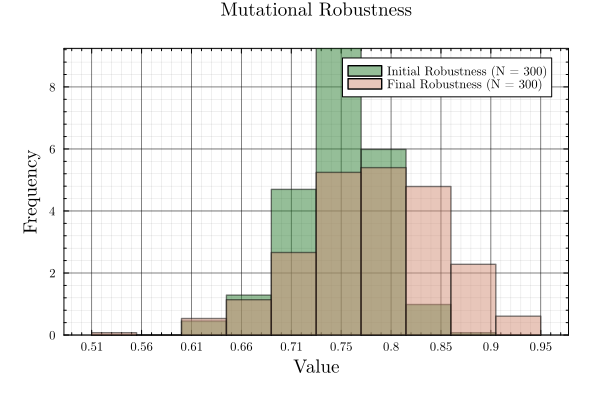 Mutational Robustness
Initial Robustness (N = 300)
Final Robustness (N = 300)
Frequency
8
6
4
2
0
0.51 0.56 0.61 0.66 0.71 0.75 0.8 0.85 0.9 0.95
Value